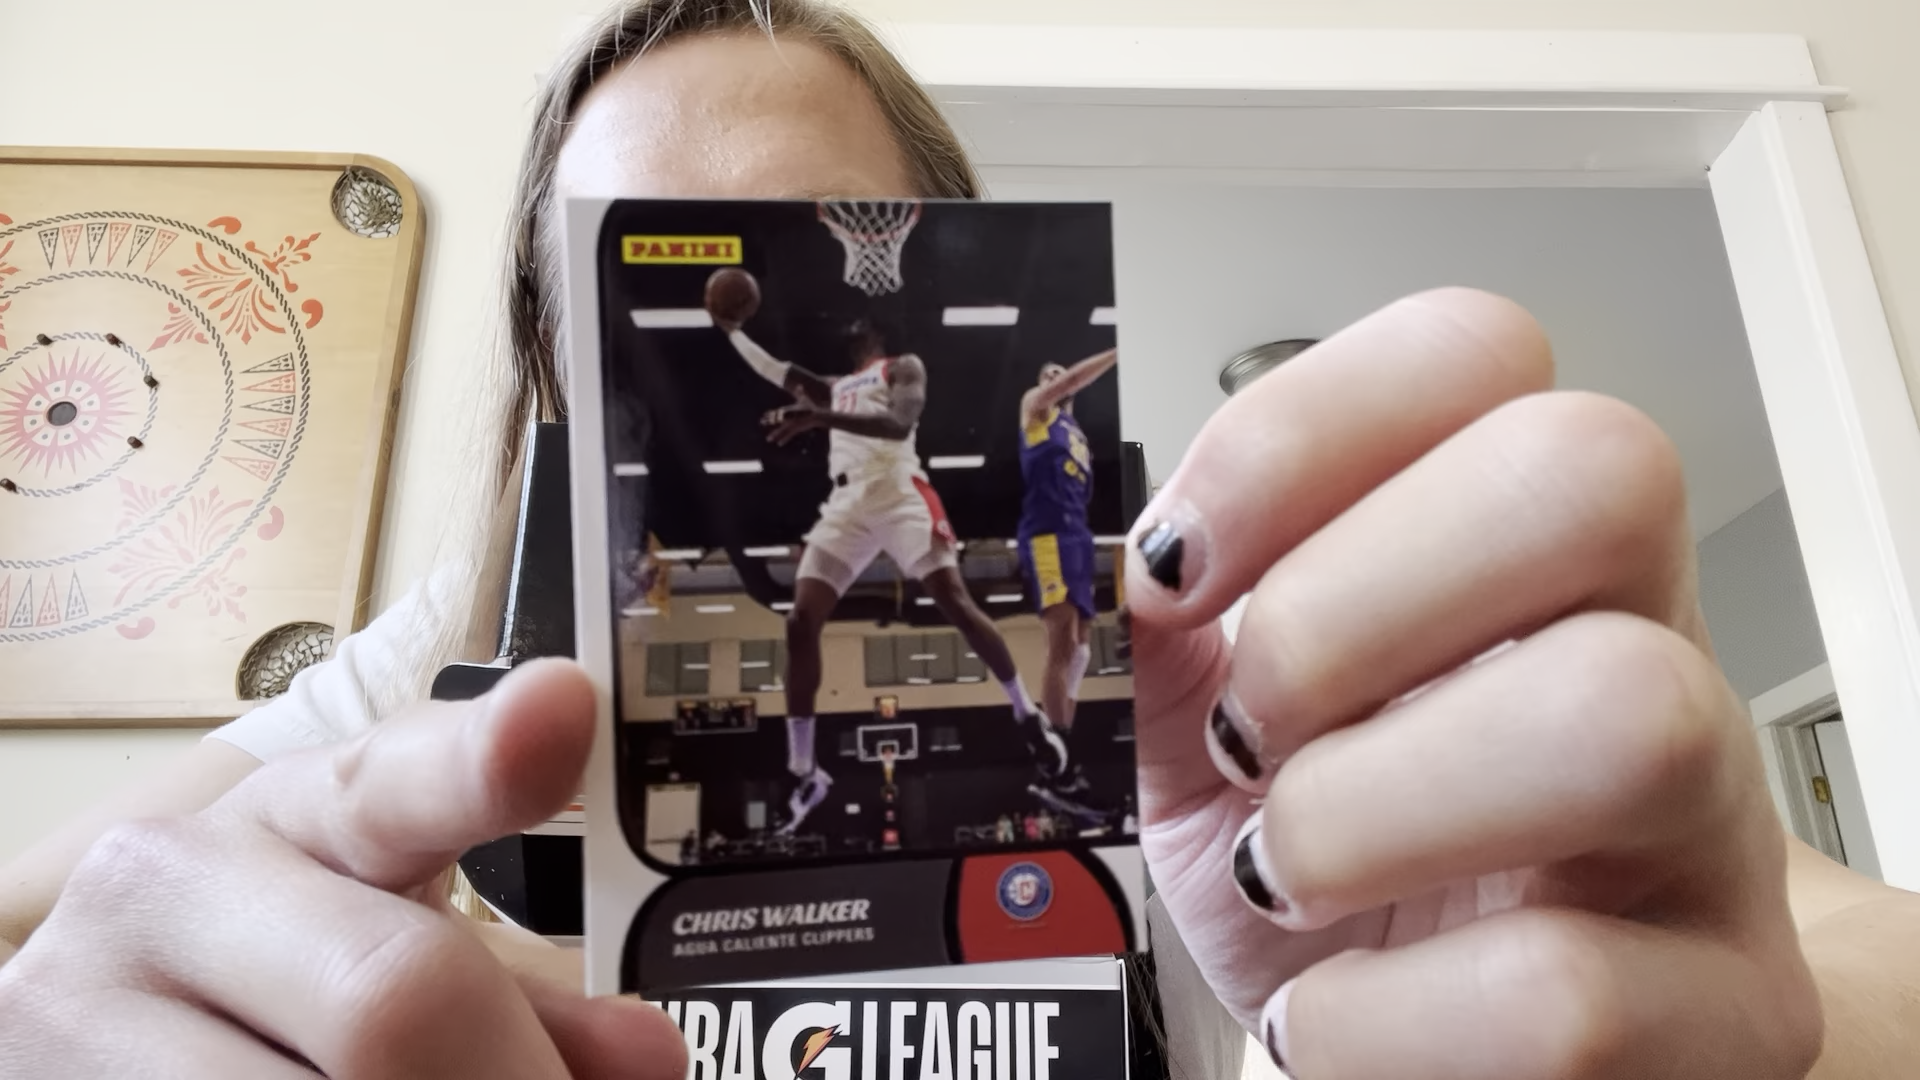 PANINI
CHRIS WALKER
AGUA CALIENTE CLIPPERS
NBA G LEAGUE